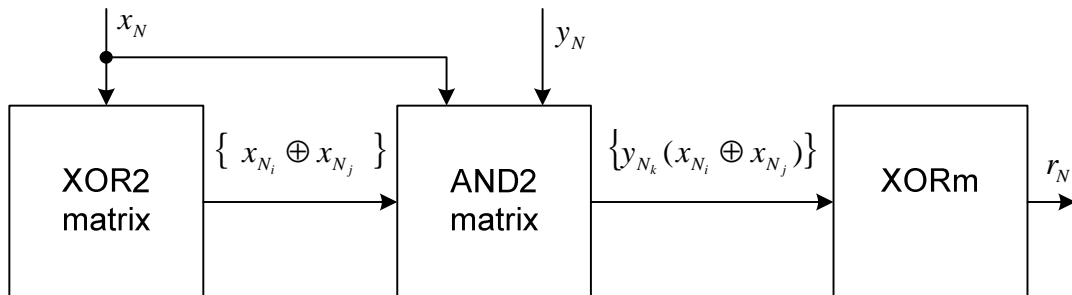 x_N
y_N
XOR2
matrix
{ x_{N_i} ⊕ x_{N_j} }
AND2
matrix
{y_{N_k}(x_{N_i} ⊕ x_{N_j})}
XORm
r_N